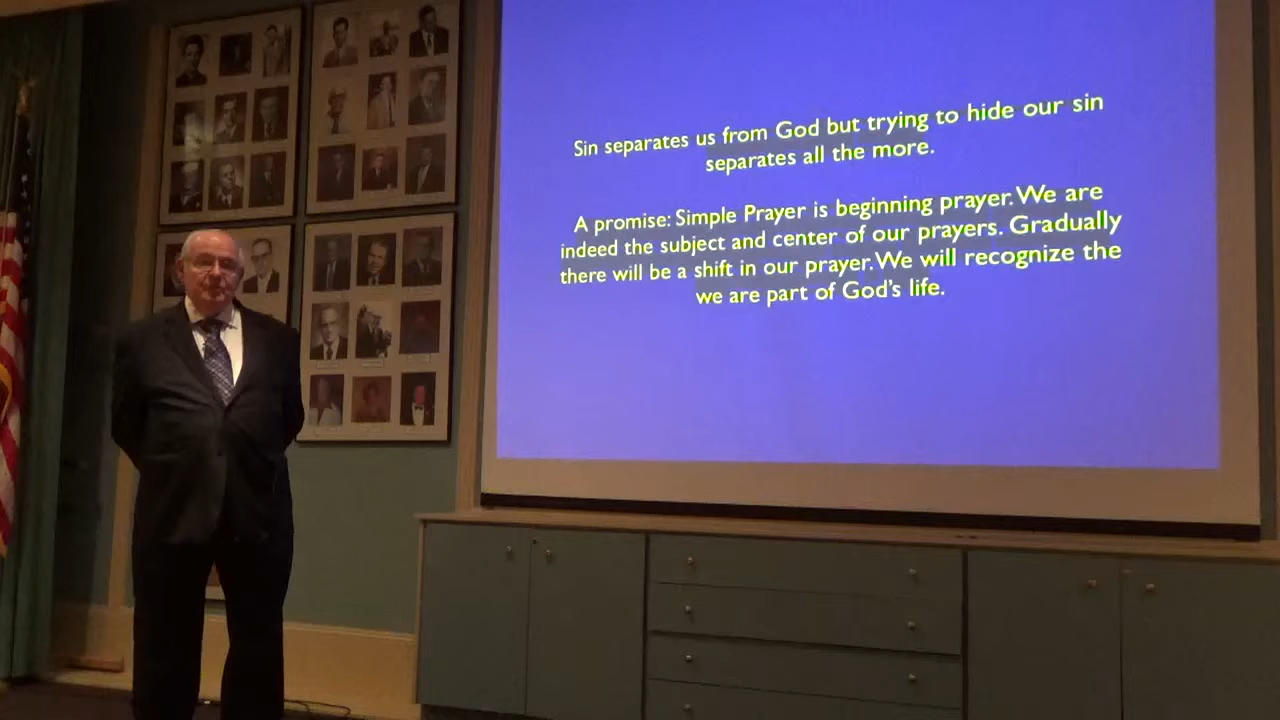 Sin separates us from God but trying to hide our sin
separates all the more.
A promise: Simple Prayer is beginning prayer. We are
indeed the subject and center of our prayers. Gradually
there will be a shift in our prayer. We will recognize the
we are part of God's life.